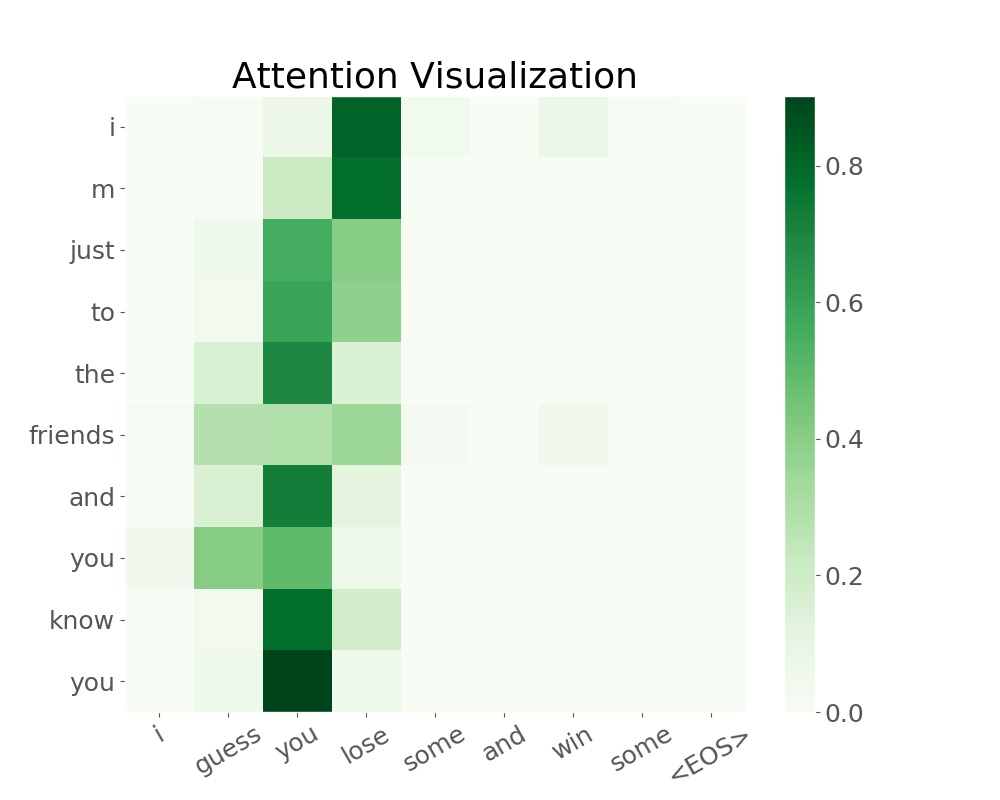 Attention Visualization
i
m
just
to
the
friends
and
you
know
you
0.8
0.6
0.4
0.2
0.0
i guess you lose some and win some <EOS>